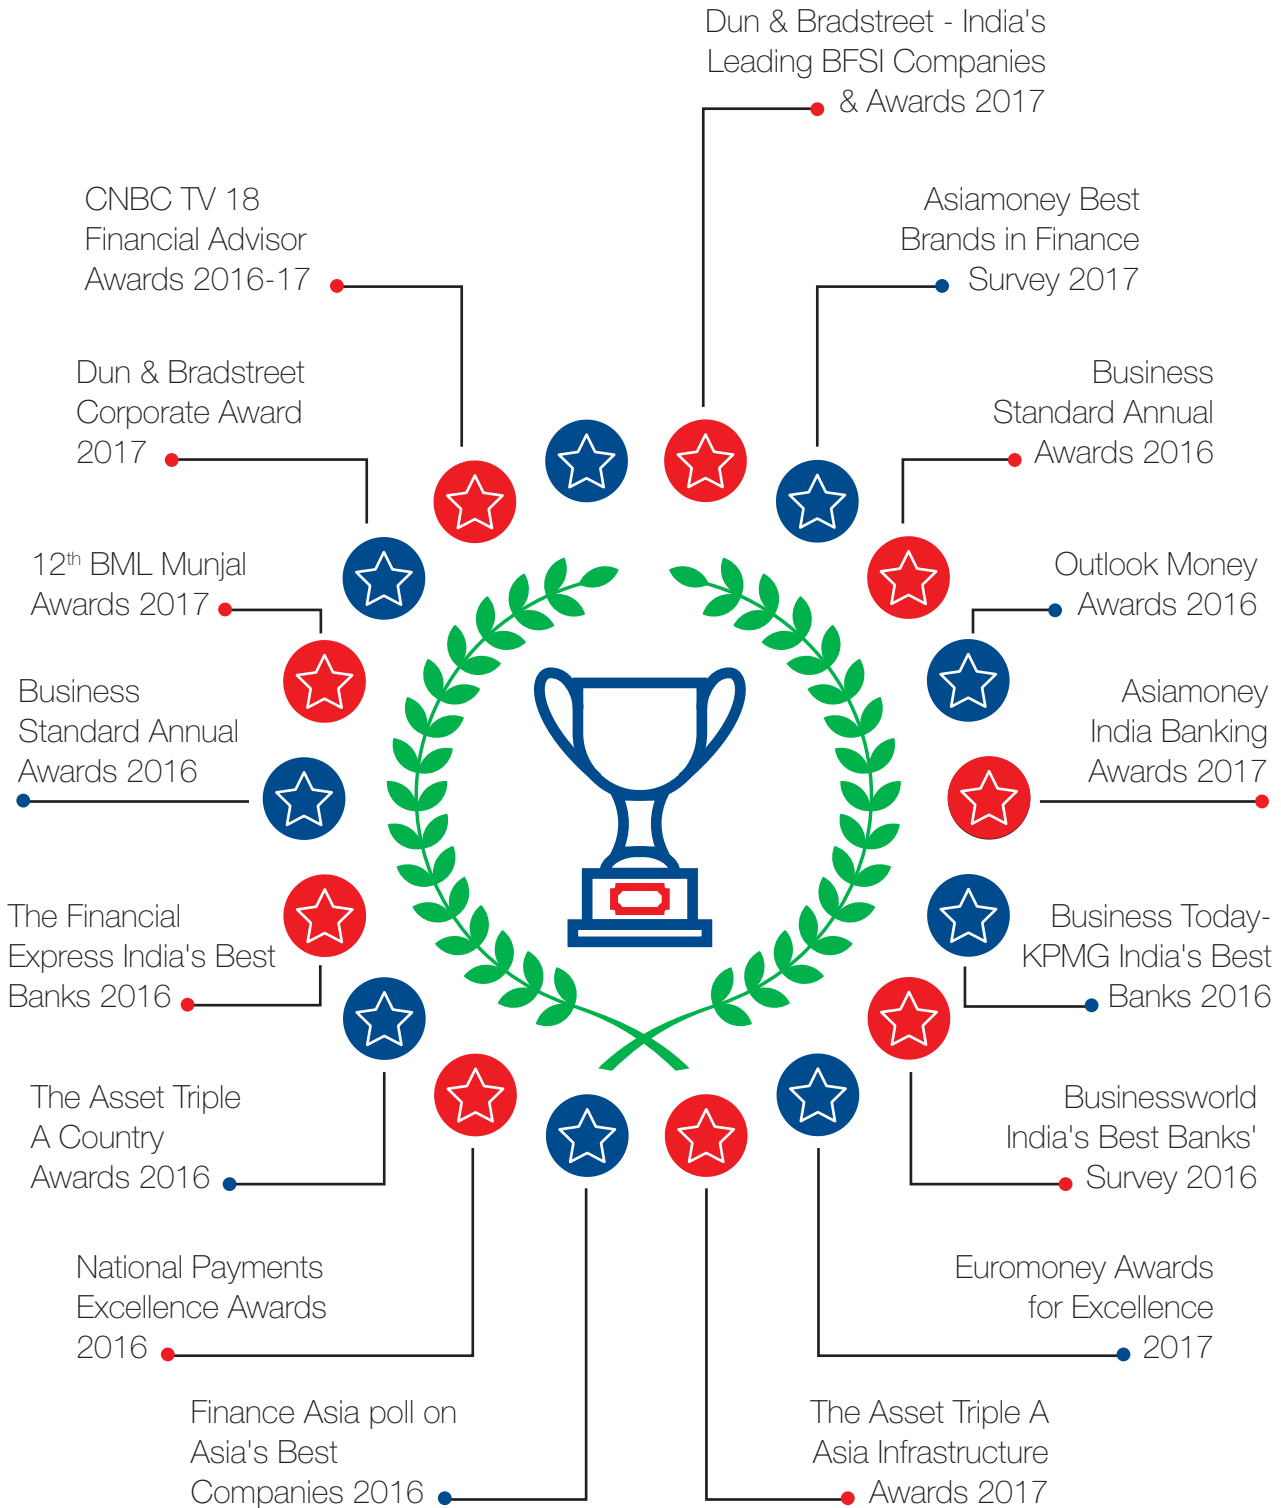 Dun & Bradstreet - India's
Leading BFSI Companies
& Awards 2017
CNBC TV 18
Financial Advisor
Awards 2016-17
Asiamoney Best
Brands in Finance
Survey 2017
Dun & Bradstreet
Corporate Award
2017
Business
Standard Annual
Awards 2016
12th BML Munjal
Awards 2017
Outlook Money
Awards 2016
Business
Standard Annual
Awards 2016
Asiamoney
India Banking
Awards 2017
The Financial
Express India's Best
Banks 2016
Business Today-
KPMG India's Best
Banks 2016
The Asset Triple
A Country
Awards 2016
Businessworld
India's Best Banks'
Survey 2016
National Payments
Excellence Awards
2016
Euromoney Awards
for Excellence
2017
Finance Asia poll on
Asia's Best
Companies 2016
The Asset Triple A
Asia Infrastructure
Awards 2017